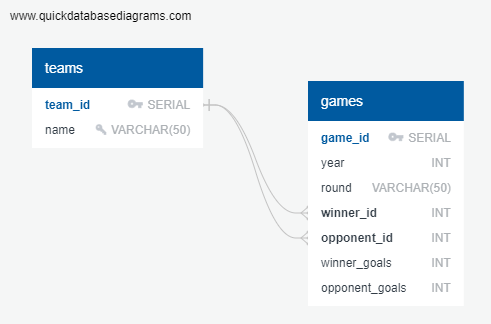 www.quickdatabasediagrams.com
teams
team_id SERIAL
name VARCHAR(50)
games
game_id SERIAL
year INT
round VARCHAR(50)
winner_id INT
opponent_id INT
winner_goals INT
opponent_goals INT